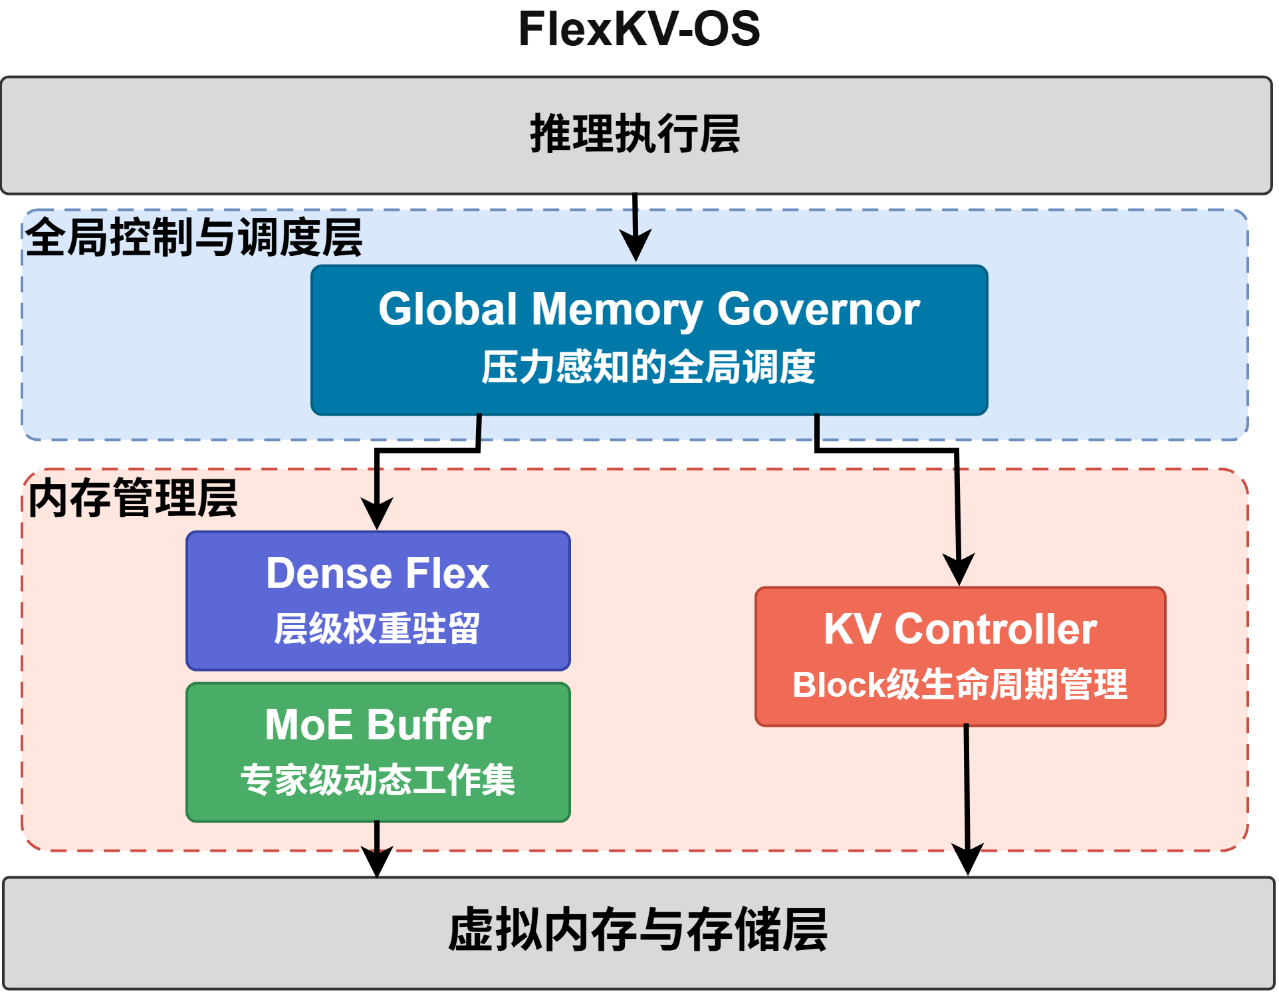 FlexKV-OS
推理执行层
全局控制与调度层
Global Memory Governor
压力感知的全局调度
内存管理层
Dense Flex
层级权重驻留
MoE Buffer
专家级动态工作集
KV Controller
Block级生命周期管理
虚拟内存与存储层